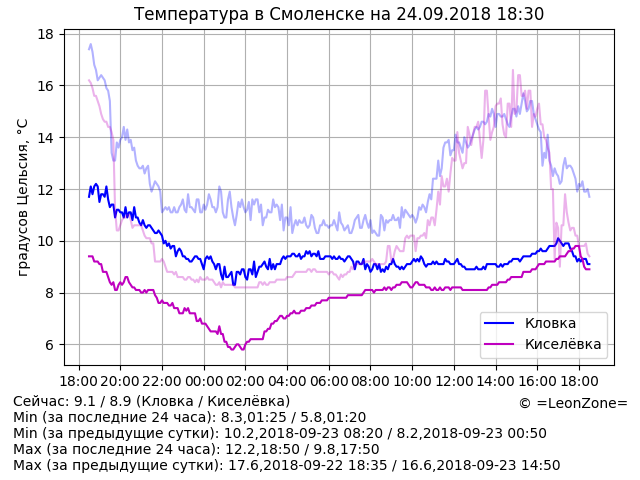 Температура в Смоленске на 24.09.2018 18:30
градусов Цельсия, °C
18
16
14
12
10
8
6
18:00 20:00 22:00 00:00 02:00 04:00 06:00 08:00 10:00 12:00 14:00 16:00 18:00
Кловка
Киселёвка
© =LeonZone=
Сейчас: 9.1 / 8.9 (Кловка / Киселёвка)
Min (за последние 24 часа): 8.3,01:25 / 5.8,01:20
Min (за предыдущие сутки): 10.2,2018-09-23 08:20 / 8.2,2018-09-23 00:50
Max (за последние 24 часа): 12.2,18:50 / 9.8,17:50
Max (за предыдущие сутки): 17.6,2018-09-22 18:35 / 16.6,2018-09-23 14:50